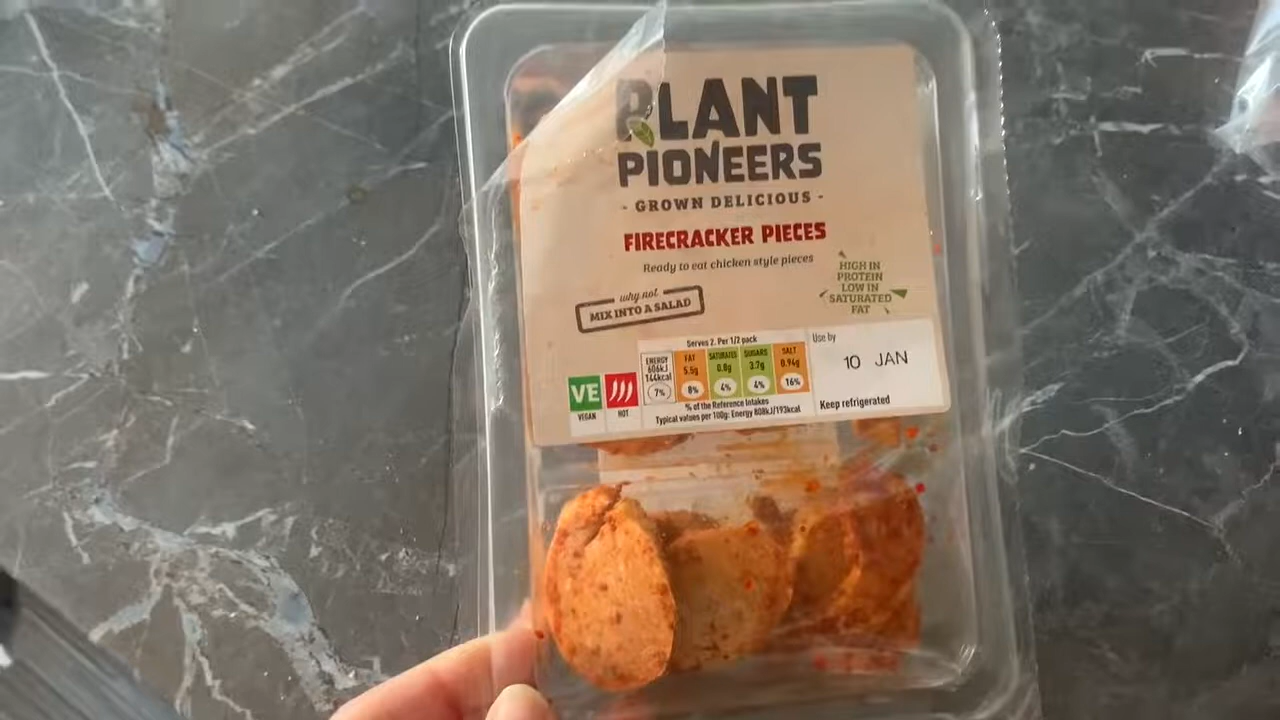 PLANT
PIONEERS
- GROWN DELICIOUS -
FIRECRACKER PIECES
Ready to eat chicken style pieces
HIGH IN
PROTEIN
LOW IN
SATURATED
FAT
why not
MIX INTO A SALAD
Serves 2. Per 1/2 pack
ENERGY
606kJ
144kcal
7%
FAT
5.5g
8%
SATURATES
0.8g
4%
SUGARS
3.7g
4%
SALT
0.94g
16%
VE
VEGAN
HOT
% of the Reference Intakes
Typical values per 100g: Energy 808kJ/193kcal
Use by
10 JAN
Keep refrigerated